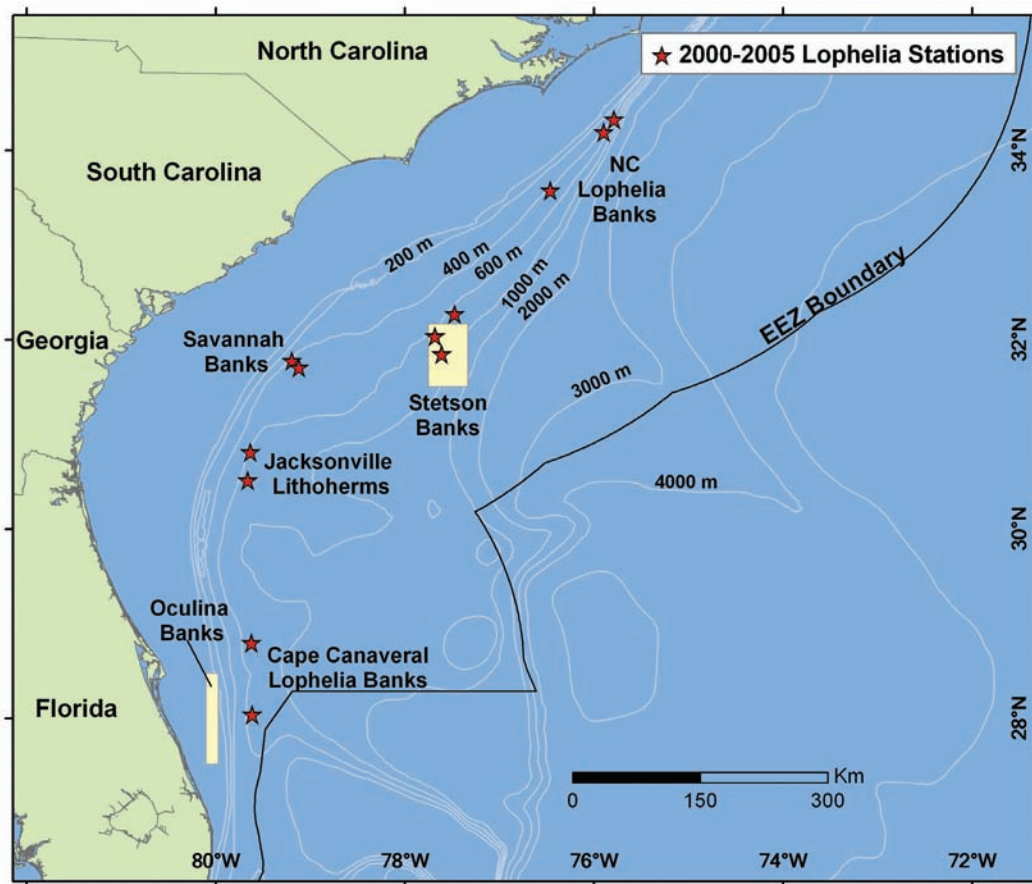 North Carolina
2000-2005 Lophelia Stations
South Carolina
NC
Lophelia
Banks
34°N
200 m
400 m
600 m
1000 m
2000 m
EEZ Boundary
Georgia
Savannah
Banks
32°N
3000 m
Stetson
Banks
Jacksonville
Lithoherms
4000 m
30°N
Oculina
Banks
Cape Canaveral
Lophelia Banks
Florida
28°N
Km
0
150
300
80°W
78°W
76°W
74°W
72°W